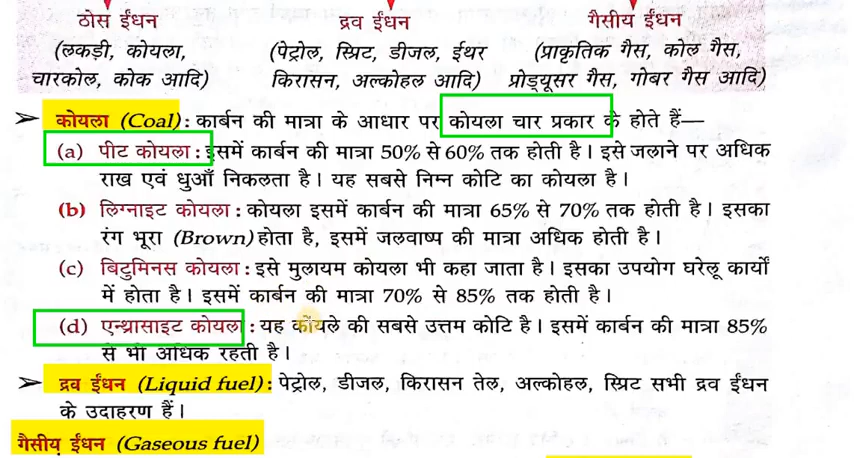 ठोस ईंधन द्रव ईंधन गैसीय ईंधन
(लकड़ी, कोयला, (पेट्रोल, स्प्रिट, डीजल, ईथर (प्राकृतिक गैस, कोल गैस,
चारकोल, कोक आदि) किरासन, अल्कोहल आदि) प्रोड्यूसर गैस, गोबर गैस आदि)
➢ कोयला (Coal) : कार्बन की मात्रा के आधार पर कोयला चार प्रकार के होते हैं—
(a) पीट कोयला : इसमें कार्बन की मात्रा 50% से 60% तक होती है। इसे जलाने पर अधिक
राख एवं धुआँ निकलता है। यह सबसे निम्न कोटि का कोयला है।
(b) लिग्नाइट कोयला : कोयला इसमें कार्बन की मात्रा 65% से 70% तक होती है। इसका
रंग भूरा (Brown) होता है, इसमें जलवाष्प की मात्रा अधिक होती है।
(c) बिटुमिनस कोयला : इसे मुलायम कोयला भी कहा जाता है। इसका उपयोग घरेलू कार्यों
में होता है। इसमें कार्बन की मात्रा 70% से 85% तक होती है।
(d) एन्थ्रासाइट कोयला : यह कोयले की सबसे उत्तम कोटि है। इसमें कार्बन की मात्रा 85%
से भी अधिक रहती है।
➢ द्रव ईंधन (Liquid fuel) : पेट्रोल, डीजल, किरासन तेल, अल्कोहल, स्प्रिट सभी द्रव ईंधन
के उदाहरण हैं।
गैसीय ईंधन (Gaseous fuel)